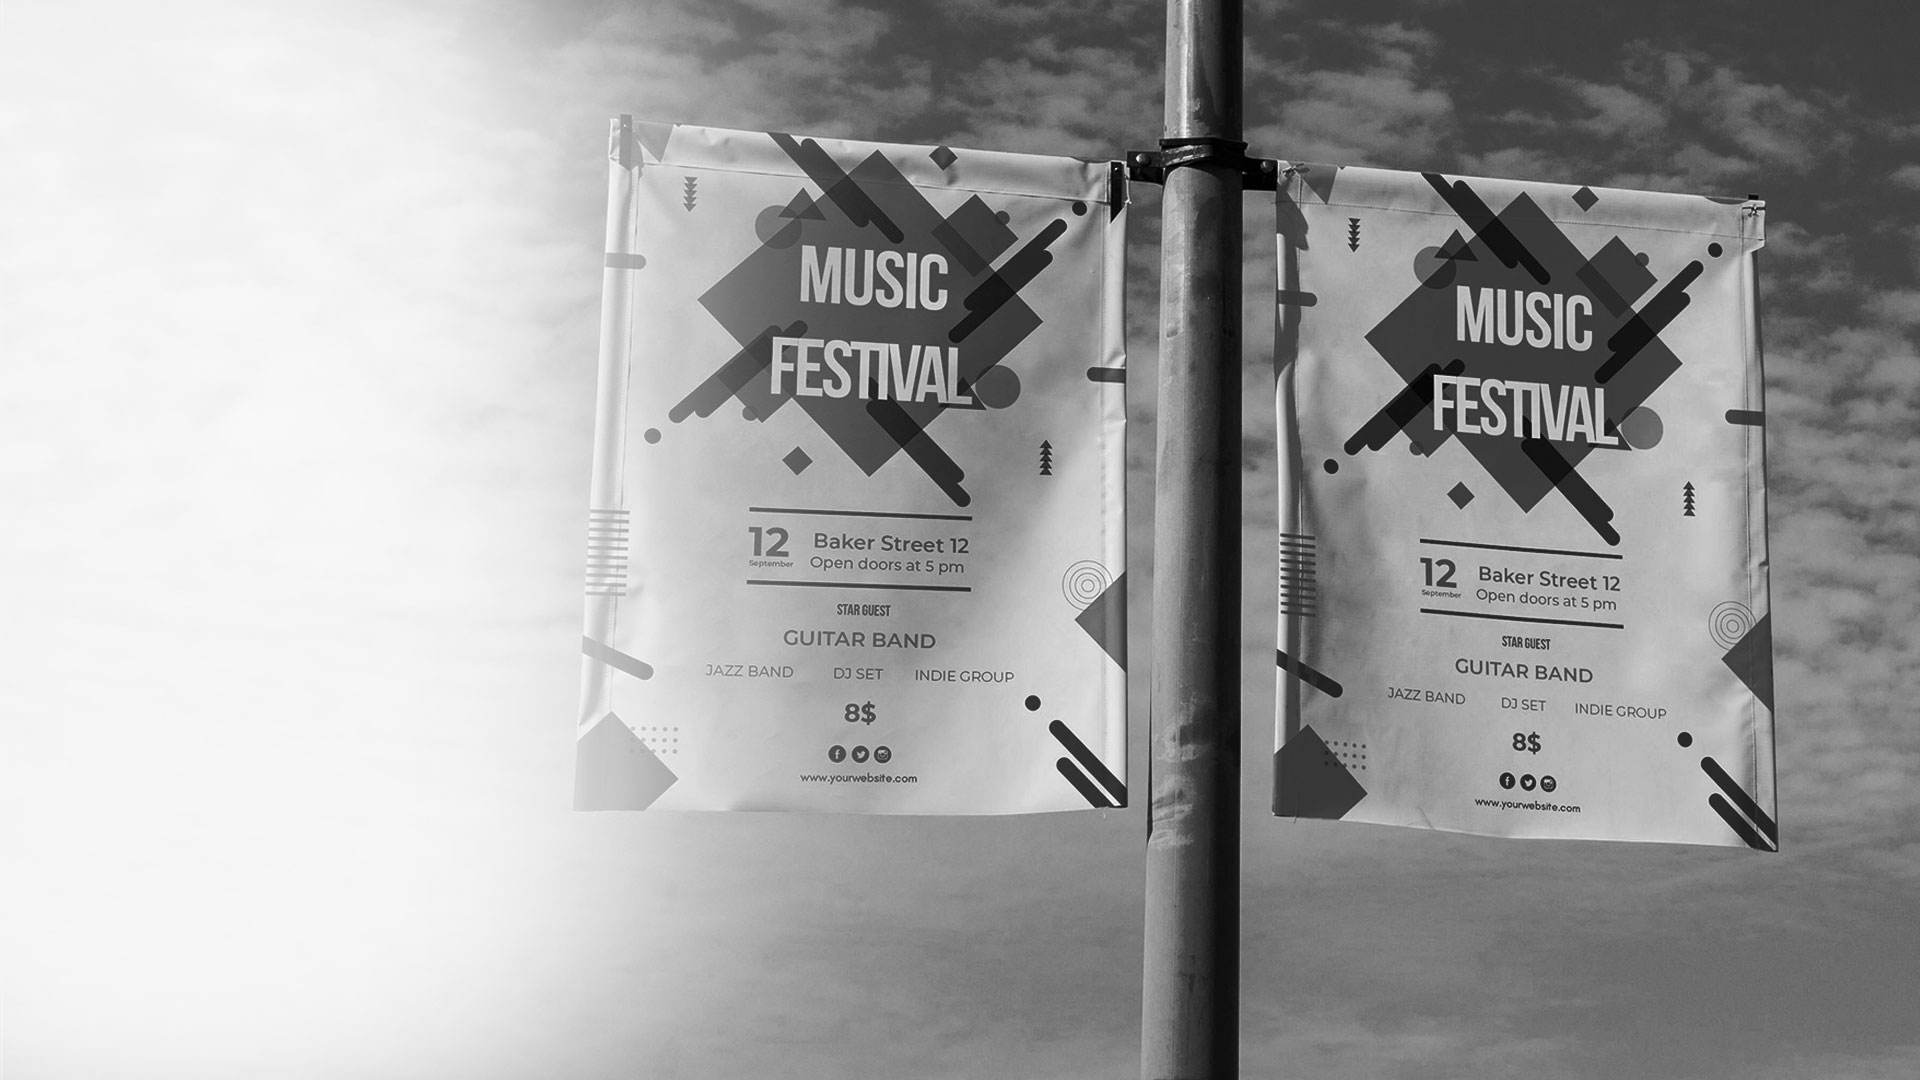 MUSIC
FESTIVAL
12
September
Baker Street 12
Open doors at 5 pm
STAR GUEST
GUITAR BAND
JAZZ BAND DJ SET INDIE GROUP
8$
www.yourwebsite.com
MUSIC
FESTIVAL
12
September
Baker Street 12
Open doors at 5 pm
STAR GUEST
GUITAR BAND
JAZZ BAND DJ SET INDIE GROUP
8$
www.yourwebsite.com